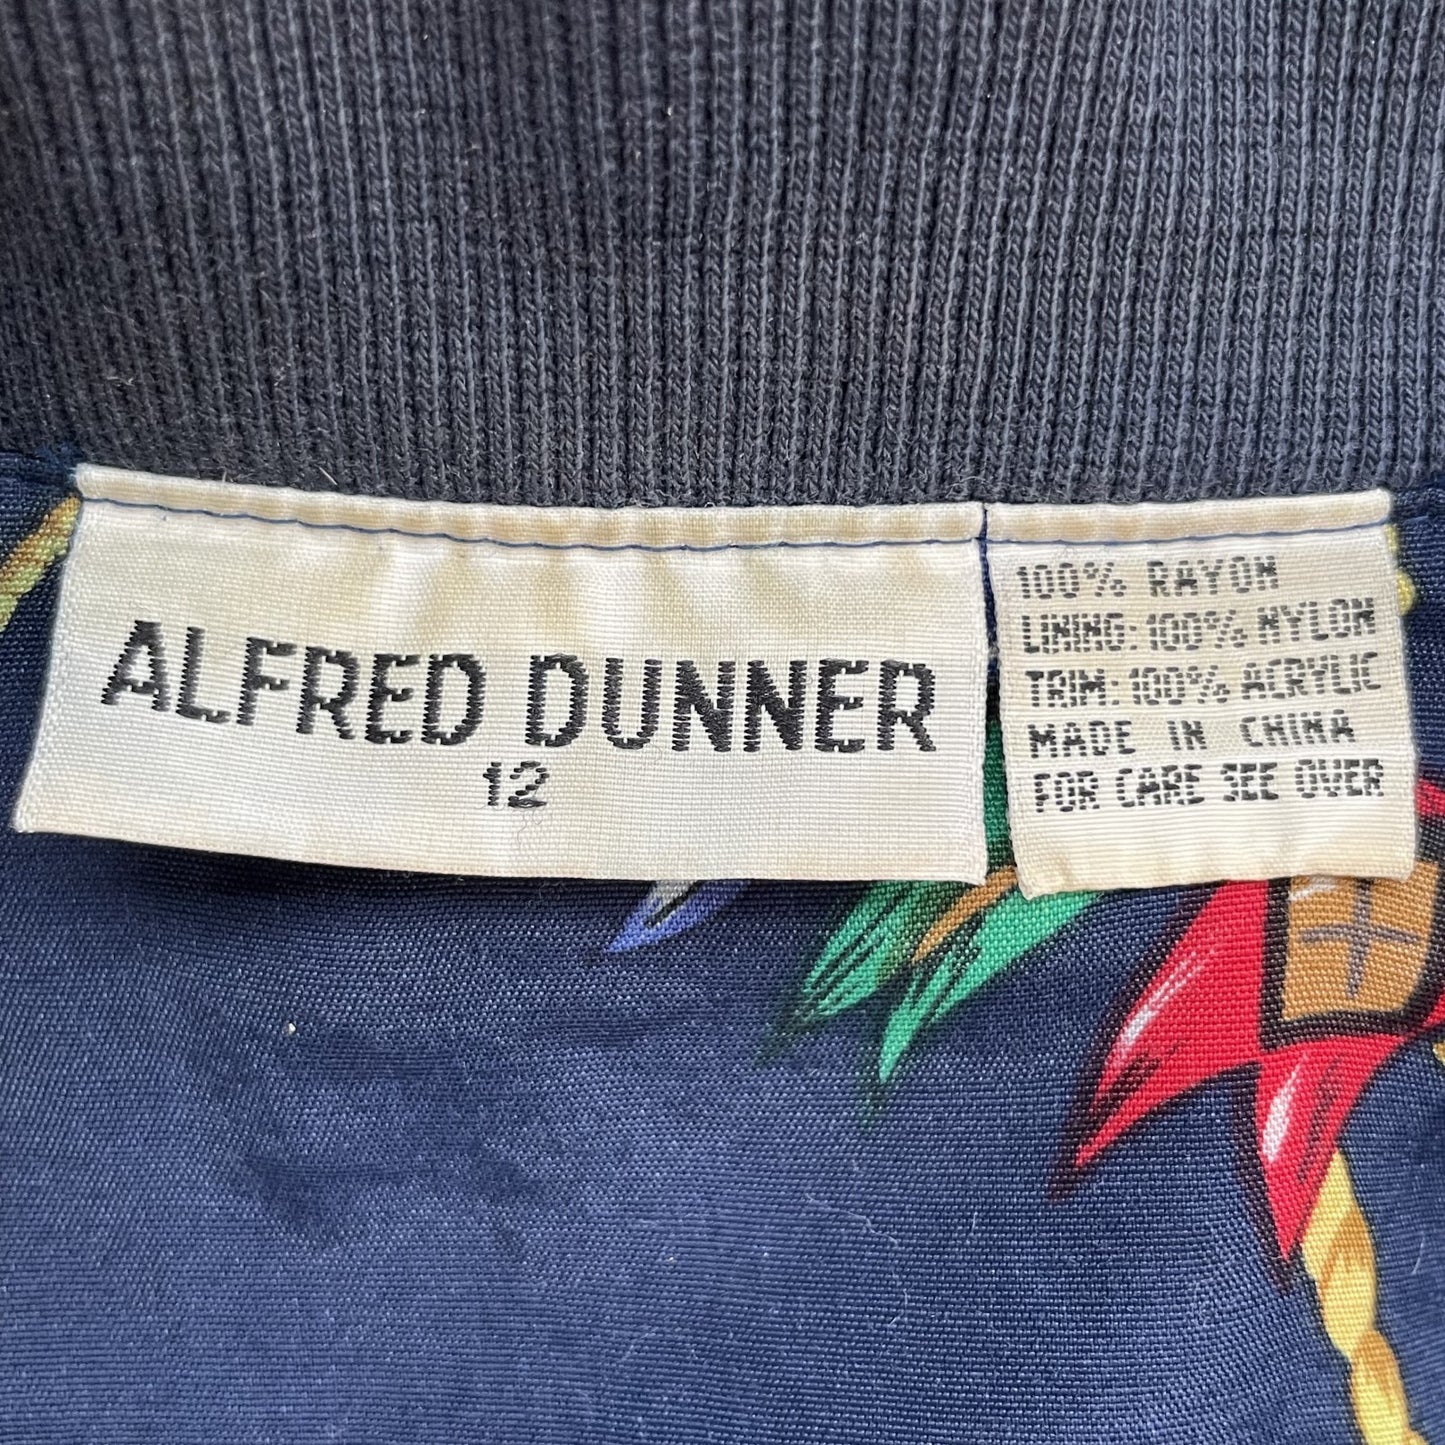 ALFRED DUNNER
12
100% RAYON
LINING: 100% NYLON
TRIM: 100% ACRYLIC
MADE IN CHINA
FOR CARE SEE OVER